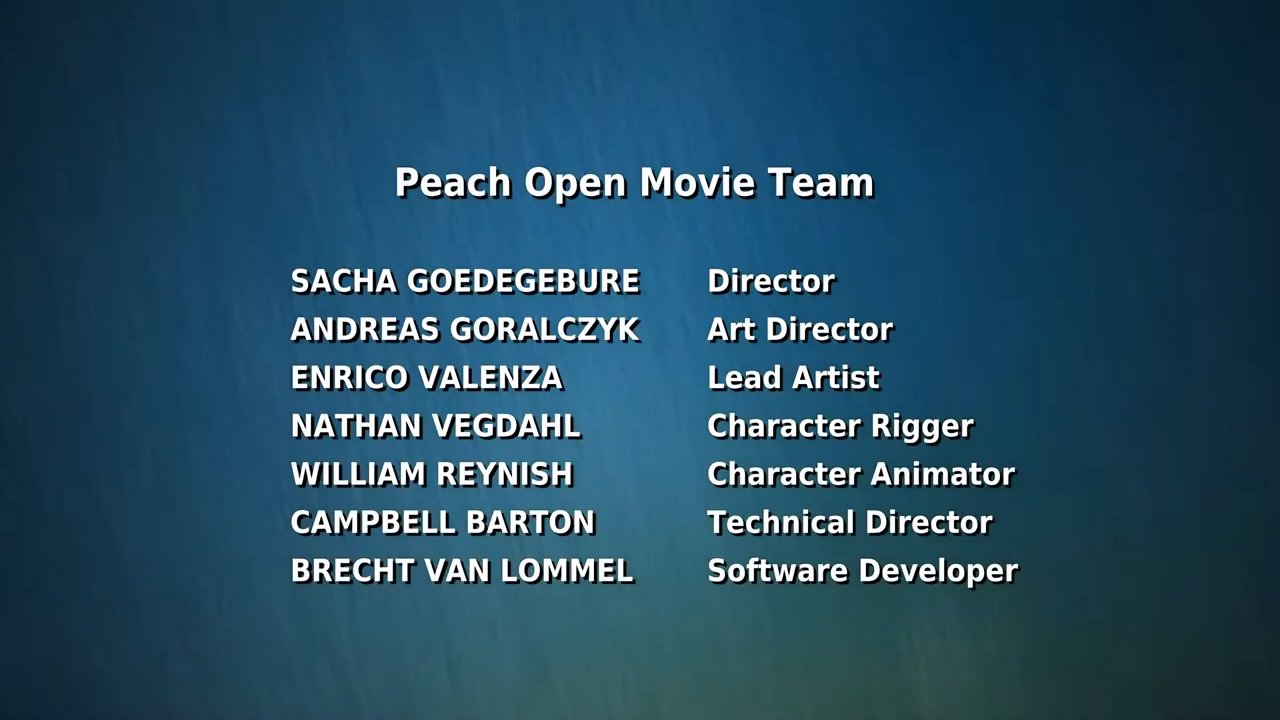 Peach Open Movie Team
SACHA GOEDEGEBURE Director
ANDREAS GORALCZYK Art Director
ENRICO VALENZA Lead Artist
NATHAN VEGDAHL Character Rigger
WILLIAM REYNISH Character Animator
CAMPBELL BARTON Technical Director
BRECHT VAN LOMMEL Software Developer